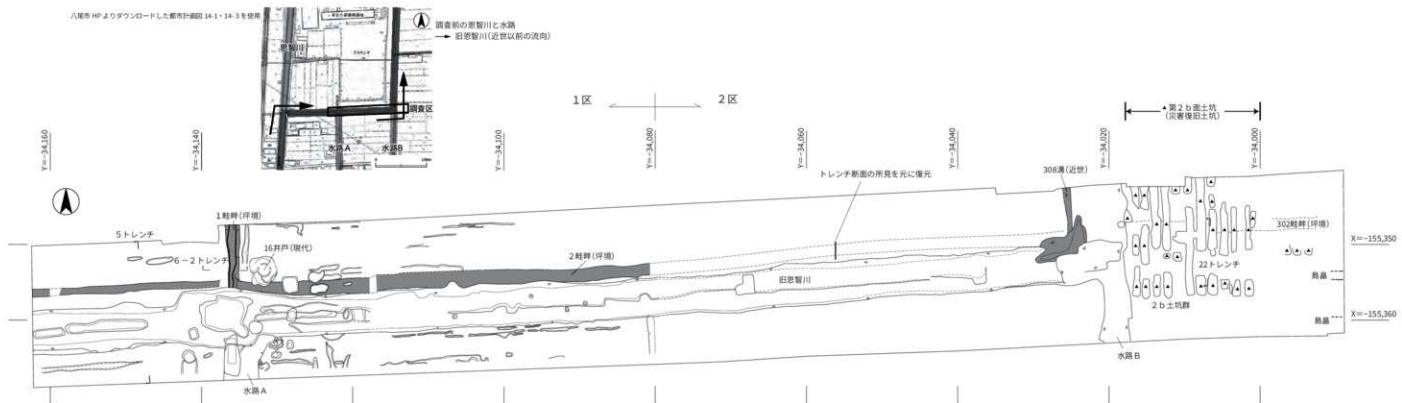 八尾市 HP よりダウンロードした都市計画図 14-1・14-3 を使用
調査前の恩智川と水路
旧恩智川(近世以前の流向)
恩智川
調査区
水路A
水路B
1区
2区
▲第2b面土坑
(災害復旧土坑)
Y=-34,160
Y=-34,140
Y=-34,100
Y=-34,080
Y=-34,060
Y=-34,040
Y=-34,020
Y=-34,000
トレンチ断面の所見を元に復元
308溝(近世)
1畦畔(坪境)
5トレンチ
16井戸(現代)
6-2トレンチ
2畦畔(坪境)
旧恩智川
302畦畔(坪境)
X=-155,350
22トレンチ
島畠
2b土坑群
島畠
X=-155,360
水路A
水路B